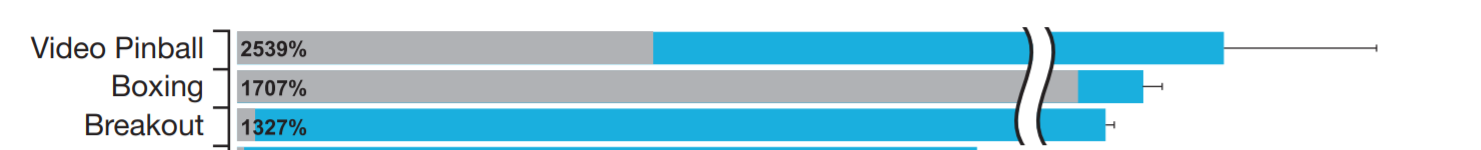 Video Pinball 2539%
Boxing 1707%
Breakout 1327%